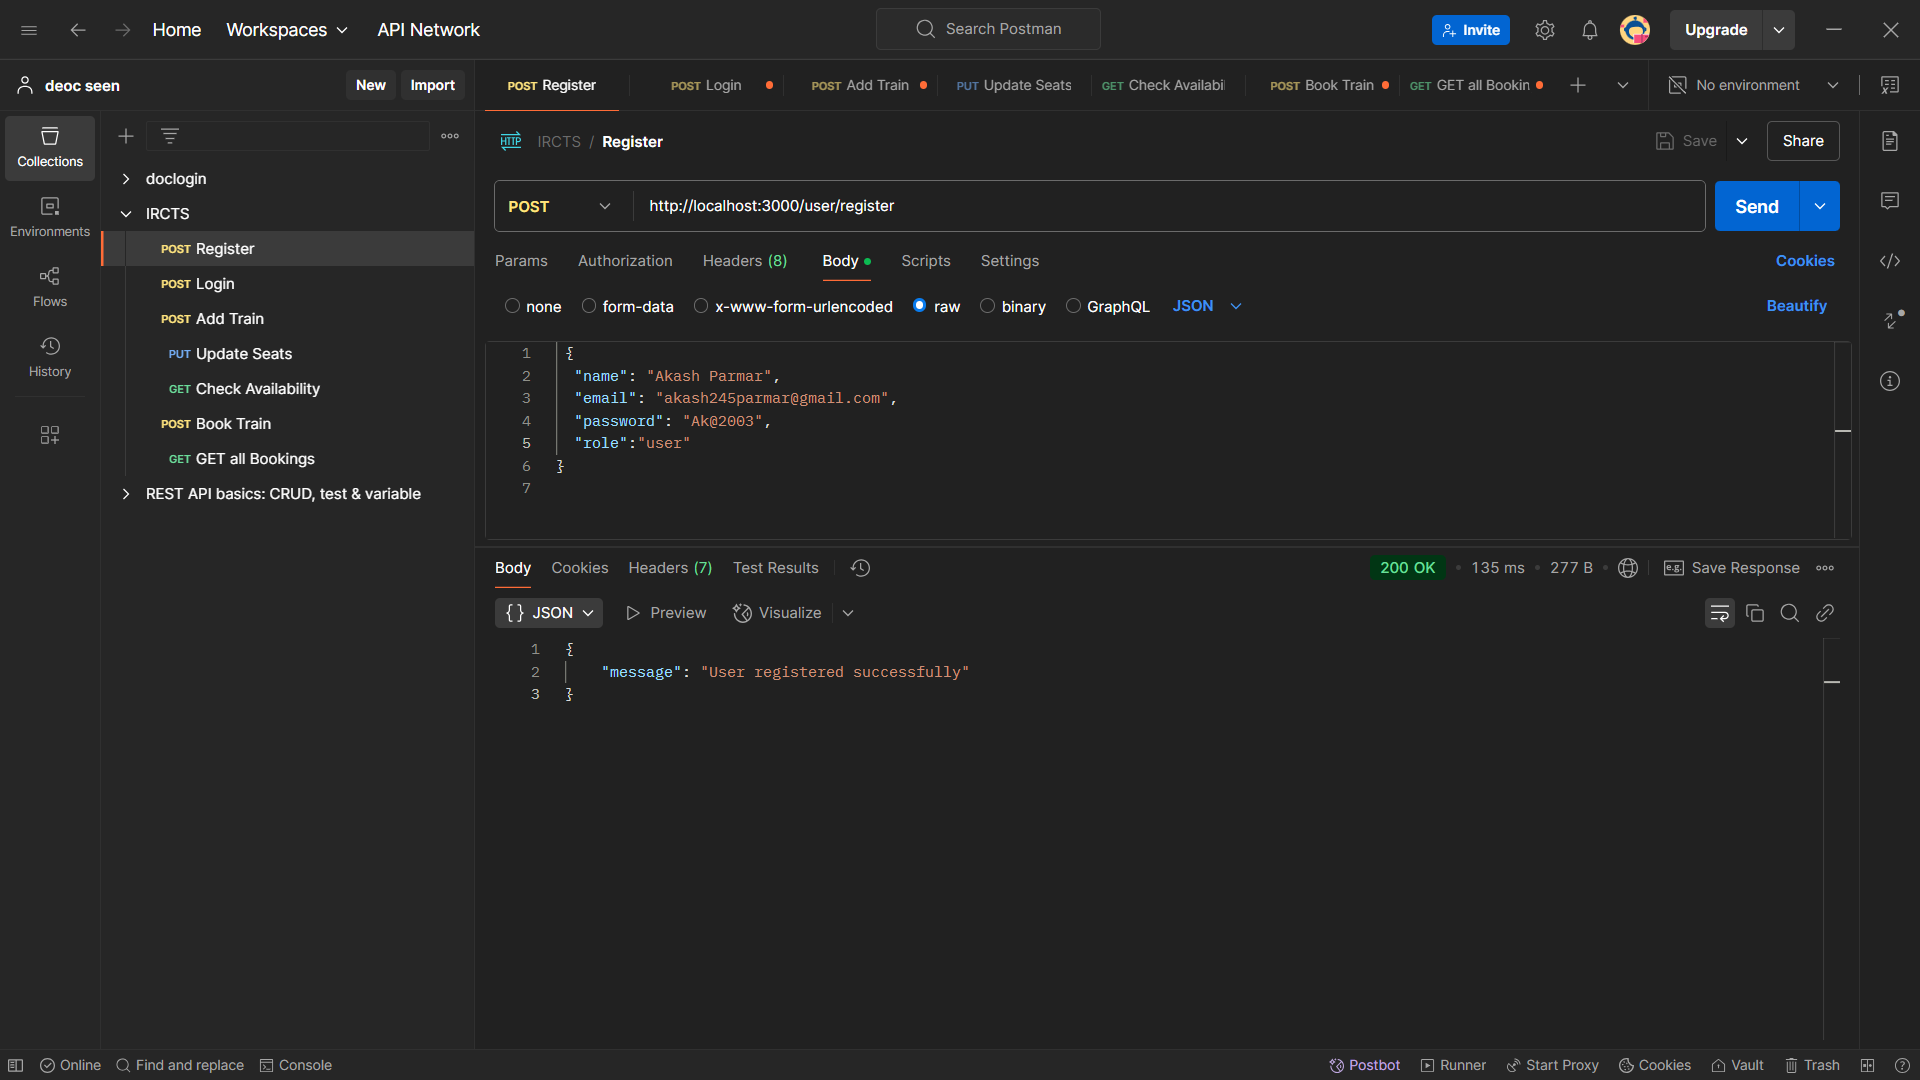 Home Workspaces API Network Search Postman Invite Upgrade
deoc seen New Import
POST Register POST Login POST Add Train PUT Update Seats GET Check Availabil POST Book Train GET GET all Bookin No environment
Collections
Environments
Flows
History
doclogin
IRCTS
POST Register
POST Login
POST Add Train
PUT Update Seats
GET Check Availability
POST Book Train
GET GET all Bookings
REST API basics: CRUD, test & variable
HTTP IRCTS / Register Save Share
POST http://localhost:3000/user/register Send
Params Authorization Headers (8) Body Scripts Settings Cookies
none form-data x-www-form-urlencoded raw binary GraphQL JSON Beautify
1 {
2 "name": "Akash Parmar",
3 "email": "akash245parmar@gmail.com",
4 "password": "Ak@2003",
5 "role":"user"
6 }
7
Body Cookies Headers (7) Test Results 200 OK • 135 ms • 277 B • e.g. Save Response
{} JSON Preview Visualize
1 {
2 "message": "User registered successfully"
3 }
Online Find and replace Console Postbot Runner Start Proxy Cookies Vault Trash